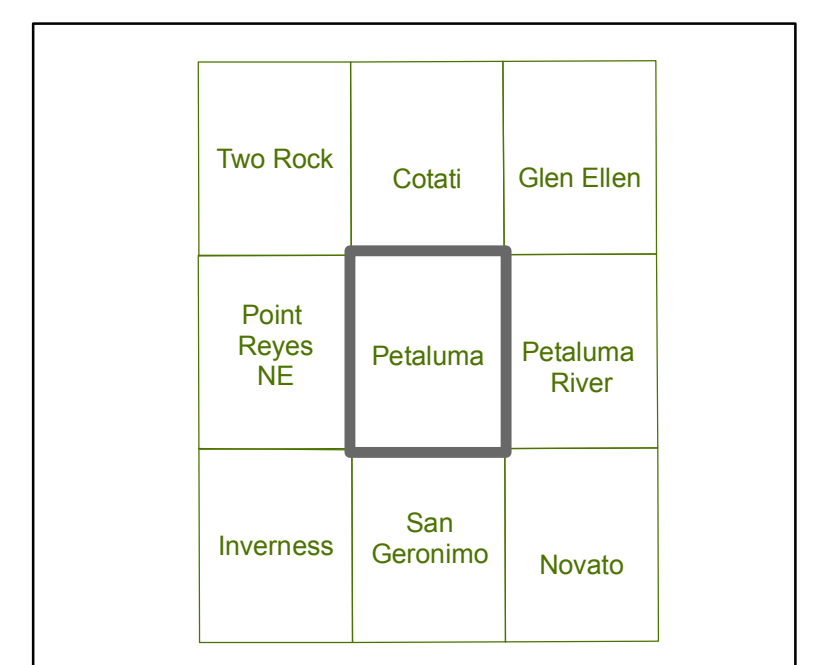 Two Rock
Cotati
Glen Ellen
Point
Reyes
NE
Petaluma
Petaluma
River
Inverness
San
Geronimo
Novato